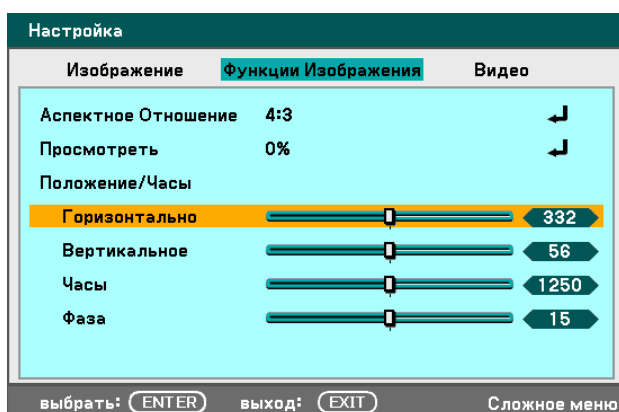 Настройка
Изображение Функции Изображения Видео
Аспектное Отношение 4:3
Просмотреть 0%
Положение/Часы
Горизонтально 332
Вертикальное 56
Часы 1250
Фаза 15
выбрать: ENTER выход: EXIT Сложное меню